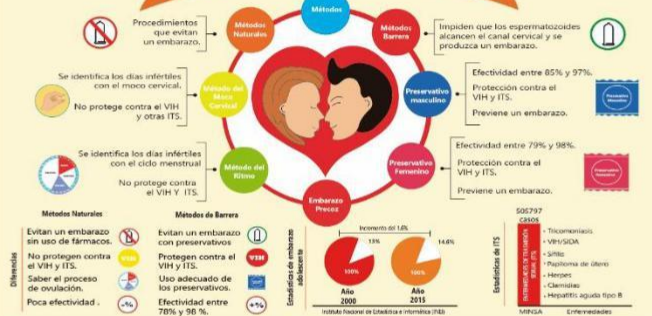 Métodos
Procedimientos
que evitan
un embarazo.
Métodos
Naturales
Métodos
Barrera
Impiden que los espermatozoides
alcancen el canal cervical y se
produzca un embarazo.
Se identifica los días infértiles
con el moco cervical.
No protege contra el VIH
y otras ITS.
Método del
Moco
Cervical
Preservativo
masculino
Efectividad entre 85% y 97%.
Protección contra el
VIH y ITS.
Previene un embarazo.
Preservativo
Masculino
Se identifica los días infértiles
con el ciclo menstrual
No protege contra
el VIH Y ITS.
Método del
Ritmo
Preservativo
Femenino
Efectividad entre 79% y 98%.
Protección contra el
VIH y ITS.
Previene un embarazo.
Embarazo
Precoz
Diferencias
Métodos Naturales
Evitan un embarazo
sin uso de fármacos.
No protegen contra
el VIH y ITS.
VIH
Saber el proceso
de ovulación.
Poca efectividad .
-%
Métodos de Barrera
Evitan un embarazo
con preservativos
Protegen contra el
VIH y ITS.
VIH
Uso adecuado de
los preservativos.
Efectividad entre
78% y 98 %.
+%
Estadísticas de embarazo
adolescente
Incremento del 1.6%
13%
14.6%
100%
100%
Año
2000
Año
2015
Instituto Nacional de Estadística e Informática (INEI)
Estadísticas de ITS
505797
casos
• Tricomoniasis
• VIH/SIDA
• Sífilis
• Papiloma de útero
• Herpes
• Clamidias
• Hepatitis aguda tipo B
MINSA
Enfermedades